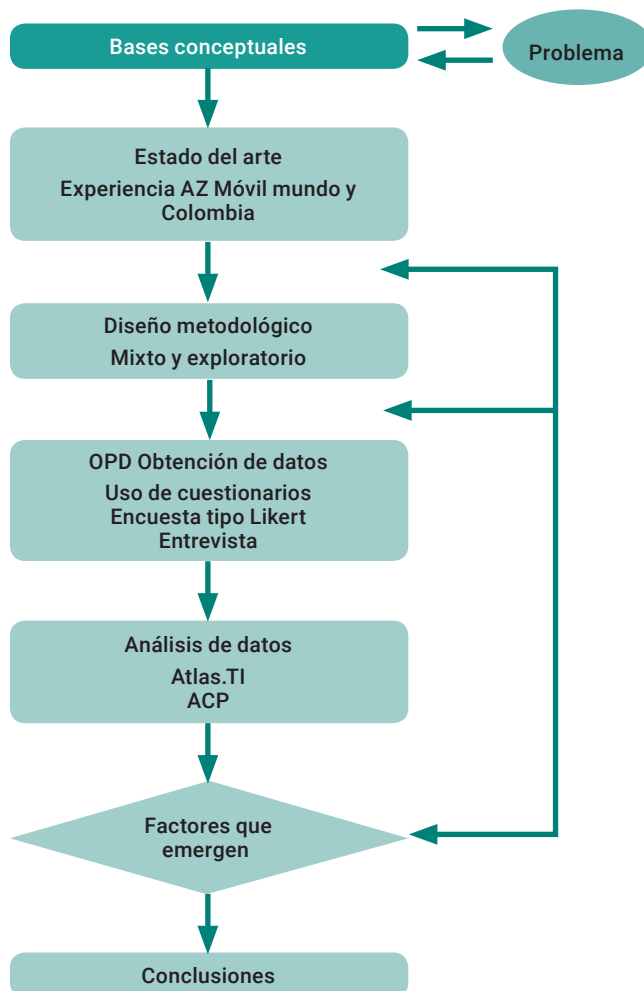 Bases conceptuales
Problema
Estado del arte
Experiencia AZ Móvil mundo y
Colombia
Diseño metodológico
Mixto y exploratorio
OPD Obtención de datos
Uso de cuestionarios
Encuesta tipo Likert
Entrevista
Análisis de datos
Atlas.TI
ACP
Factores que
emergen
Conclusiones